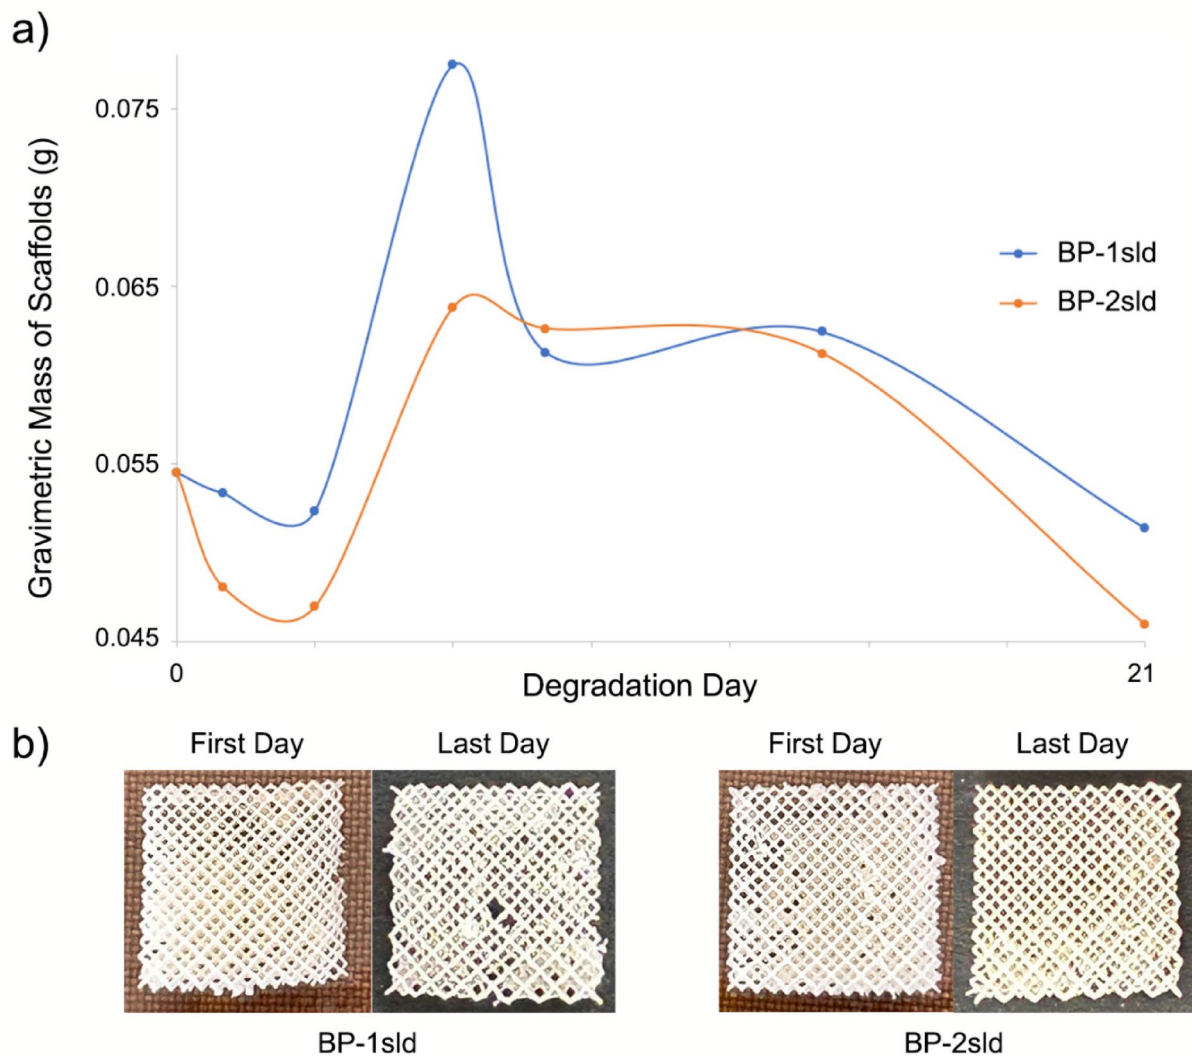 a)
Gravimetric Mass of Scaffolds (g)
0.075
0.065
0.055
0.045
0
21
Degradation Day
BP-1sld
BP-2sld
b)
First Day
Last Day
First Day
Last Day
BP-1sld
BP-2sld